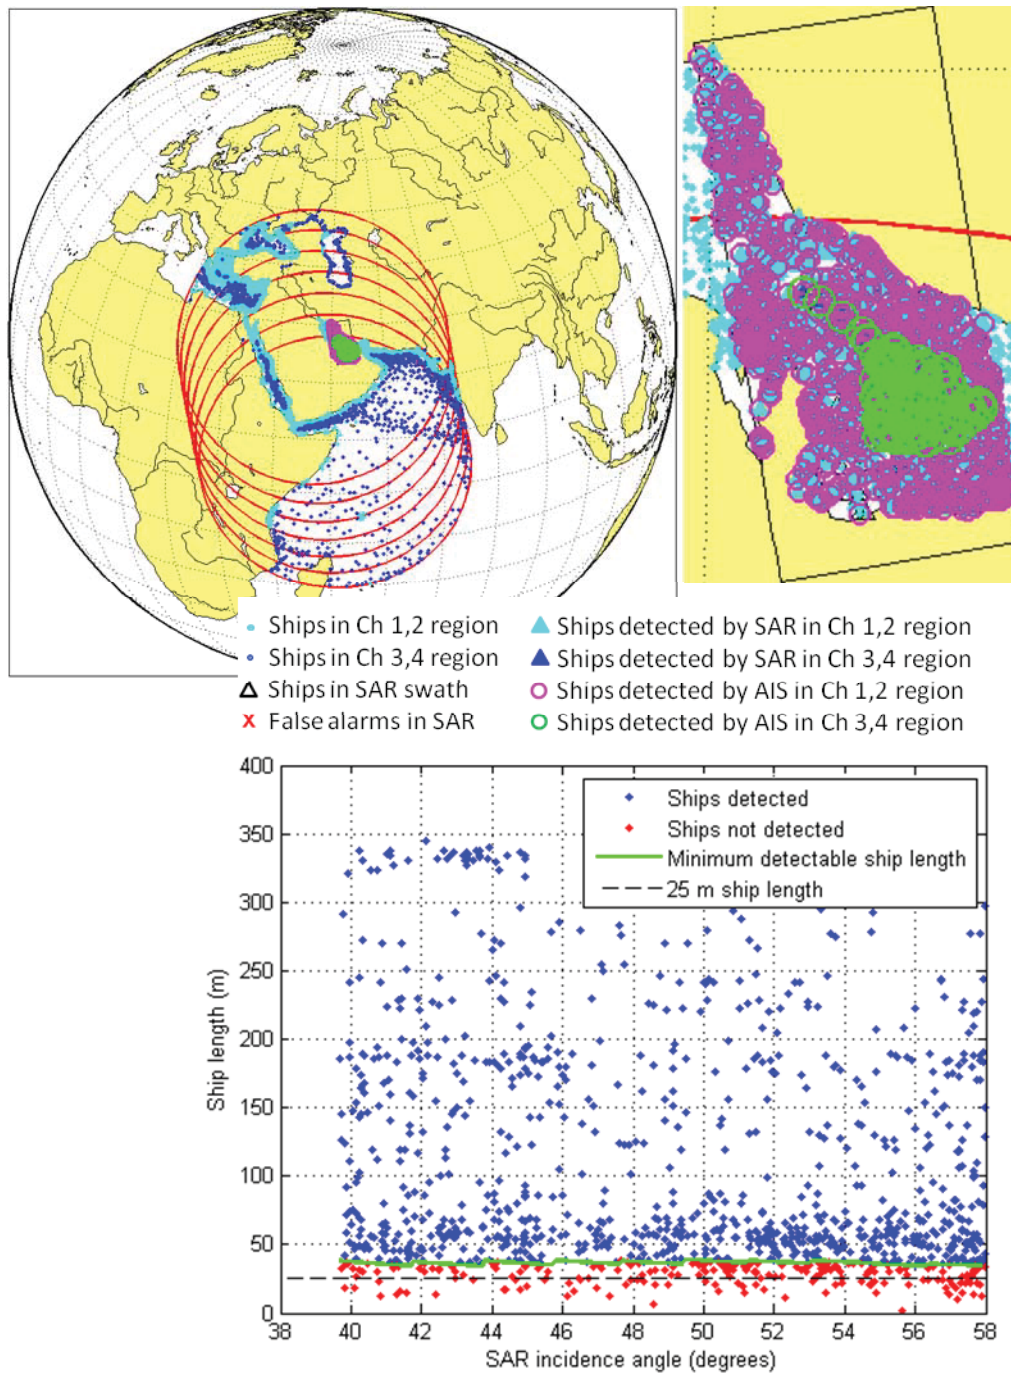 Ships in Ch 1,2 region
Ships in Ch 3,4 region
Ships in SAR swath
False alarms in SAR
Ships detected by SAR in Ch 1,2 region
Ships detected by SAR in Ch 3,4 region
Ships detected by AIS in Ch 1,2 region
Ships detected by AIS in Ch 3,4 region
400
350
300
250
200
150
100
50
0
Ship length (m)
Ships detected
Ships not detected
Minimum detectable ship length
25 m ship length
38 40 42 44 46 48 50 52 54 56 58
SAR incidence angle (degrees)